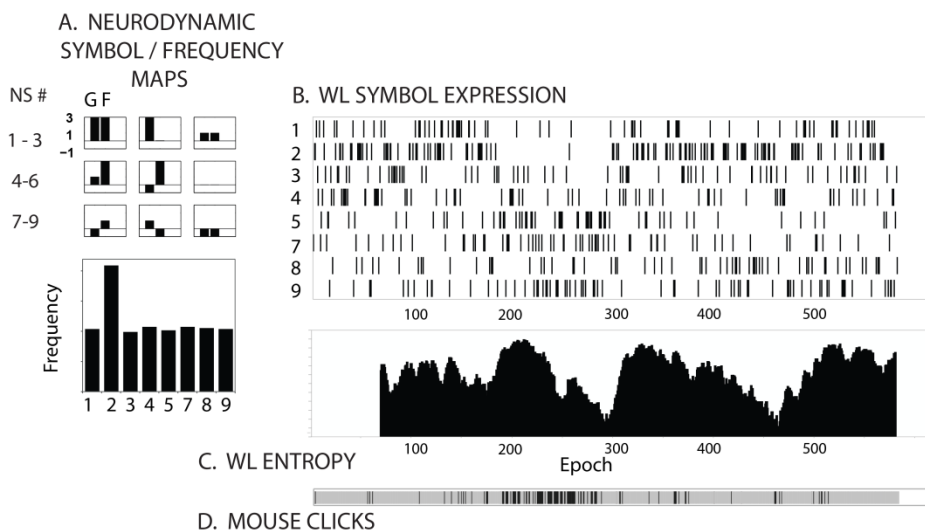 A. NEURODYNAMIC
SYMBOL / FREQUENCY
MAPS
NS #
G F
3
1
−1
1 - 3
4-6
7-9
Frequency
1 2 3 4 5 7 8 9
B. WL SYMBOL EXPRESSION
1
2
3
4
5
7
8
9
100 200 300 400 500
100 200 300 400 500
C. WL ENTROPY
Epoch
D. MOUSE CLICKS